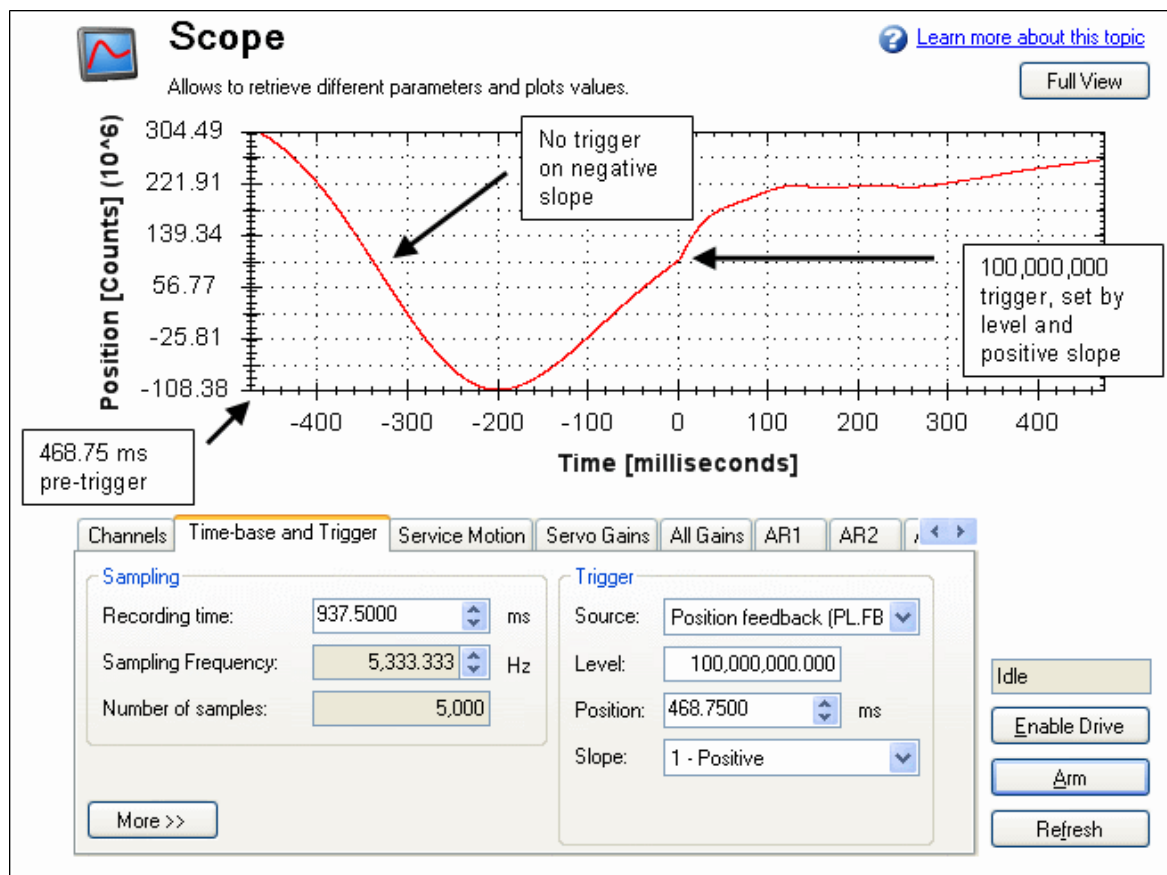 Scope
Learn more about this topic
Allows to retrieve different parameters and plots values.
Full View
Position [Counts] (10^6)
304.49
221.91
139.34
56.77
-25.81
-108.38
No trigger
on negative
slope
100,000,000
trigger, set by
level and
positive slope
-400 -300 -200 -100 0 100 200 300 400
Time [milliseconds]
468.75 ms
pre-trigger
Channels Time-base and Trigger Service Motion Servo Gains All Gains AR1 AR2
Sampling
Recording time: 937.5000 ms
Sampling Frequency: 5,333.333 Hz
Number of samples: 5,000
More >>
Trigger
Source: Position feedback (PL.FB
Level: 100,000,000.000
Position: 468.7500 ms
Slope: 1 - Positive
Idle
Enable Drive
Arm
Refresh